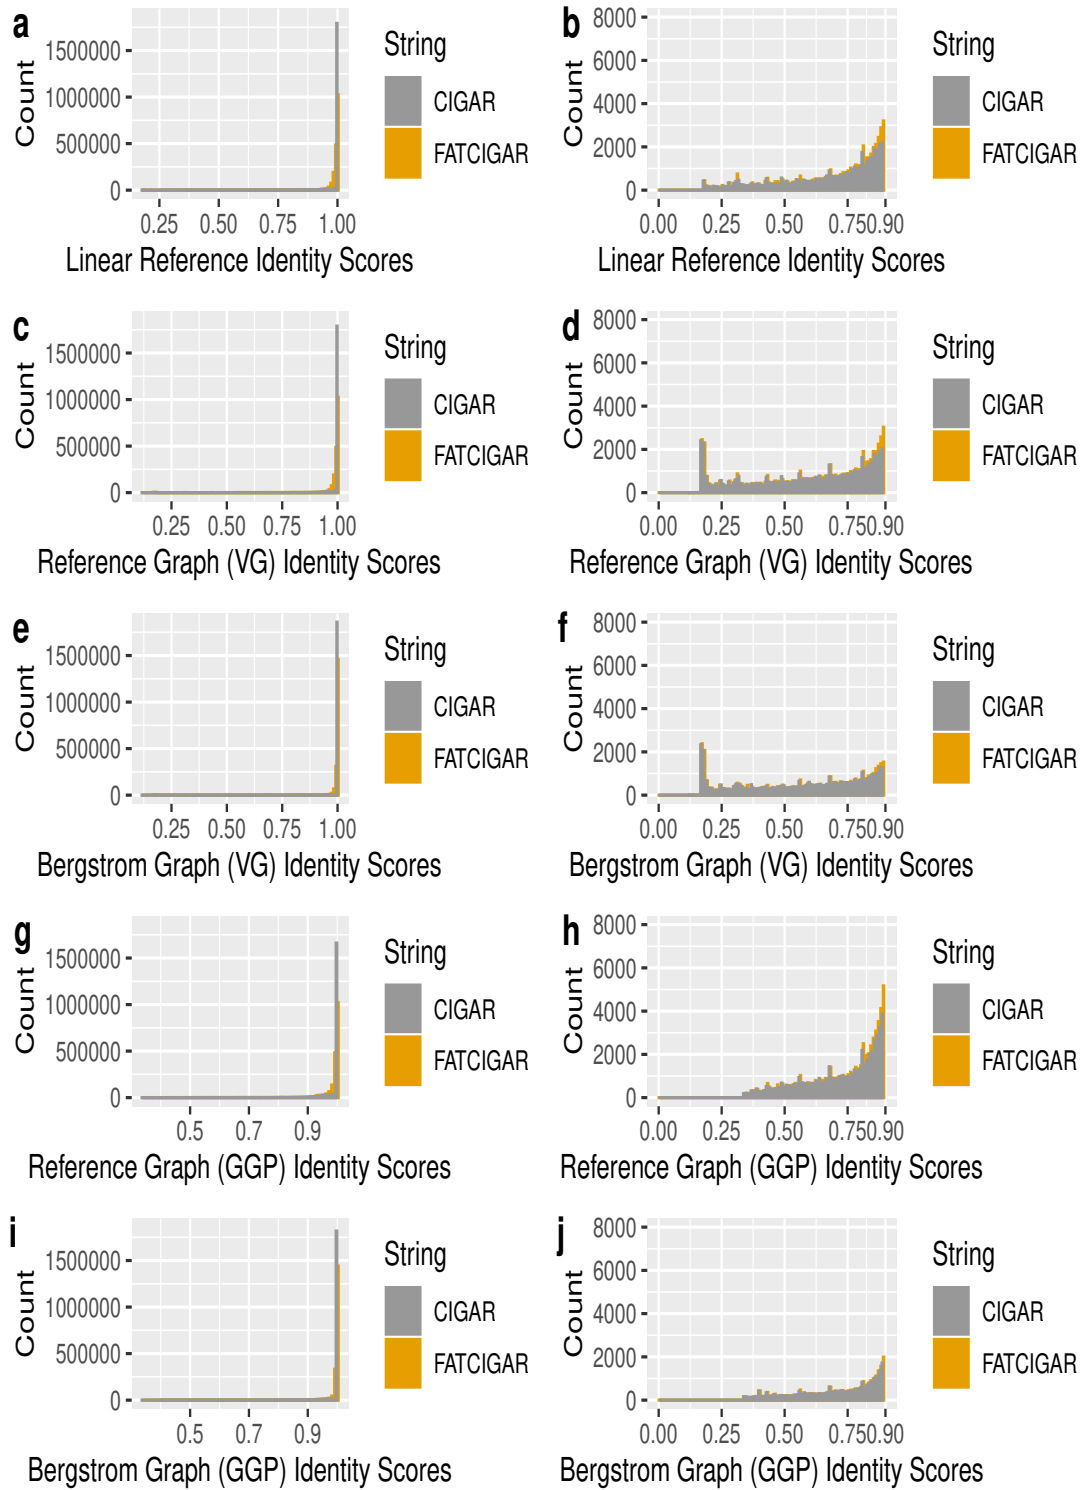 a
String
Count
1500000
1000000
500000
0
CIGAR
FATCIGAR
0.25 0.50 0.75 1.00
Linear Reference Identity Scores
b
String
Count
8000
6000
4000
2000
0
CIGAR
FATCIGAR
0.00 0.25 0.50 0.75 0.90
Linear Reference Identity Scores
c
String
Count
1500000
1000000
500000
0
CIGAR
FATCIGAR
0.25 0.50 0.75 1.00
Reference Graph (VG) Identity Scores
d
String
Count
8000
6000
4000
2000
0
CIGAR
FATCIGAR
0.00 0.25 0.50 0.75 0.90
Reference Graph (VG) Identity Scores
e
String
Count
1500000
1000000
500000
0
CIGAR
FATCIGAR
0.25 0.50 0.75 1.00
Bergstrom Graph (VG) Identity Scores
f
String
Count
8000
6000
4000
2000
0
CIGAR
FATCIGAR
0.00 0.25 0.50 0.75 0.90
Bergstrom Graph (VG) Identity Scores
g
String
Count
1500000
1000000
500000
0
CIGAR
FATCIGAR
0.5 0.7 0.9
Reference Graph (GGP) Identity Scores
h
String
Count
8000
6000
4000
2000
0
CIGAR
FATCIGAR
0.00 0.25 0.50 0.75 0.90
Reference Graph (GGP) Identity Scores
i
String
Count
1500000
1000000
500000
0
CIGAR
FATCIGAR
0.5 0.7 0.9
Bergstrom Graph (GGP) Identity Scores
j
String
Count
8000
6000
4000
2000
0
CIGAR
FATCIGAR
0.00 0.25 0.50 0.75 0.90
Bergstrom Graph (GGP) Identity Scores